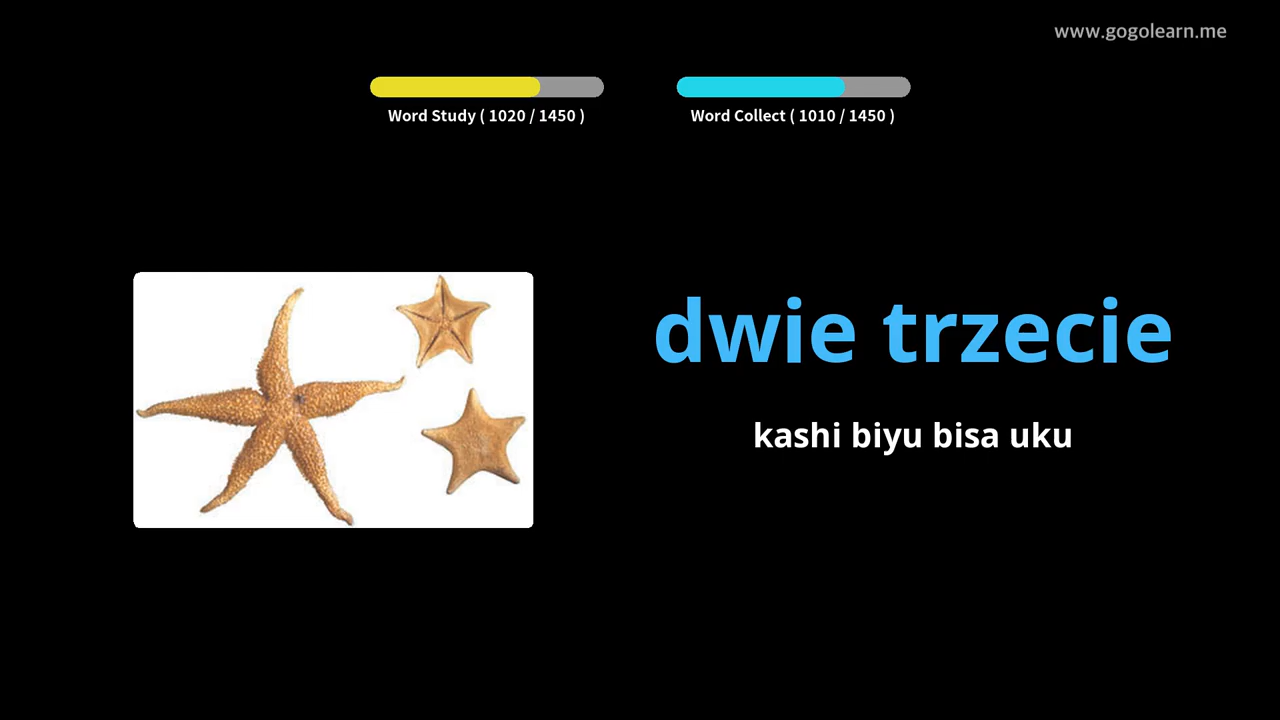 www.gogolearn.me
Word Study ( 1020 / 1450 )
Word Collect ( 1010 / 1450 )
dwie trzecie
kashi biyu bisa uku